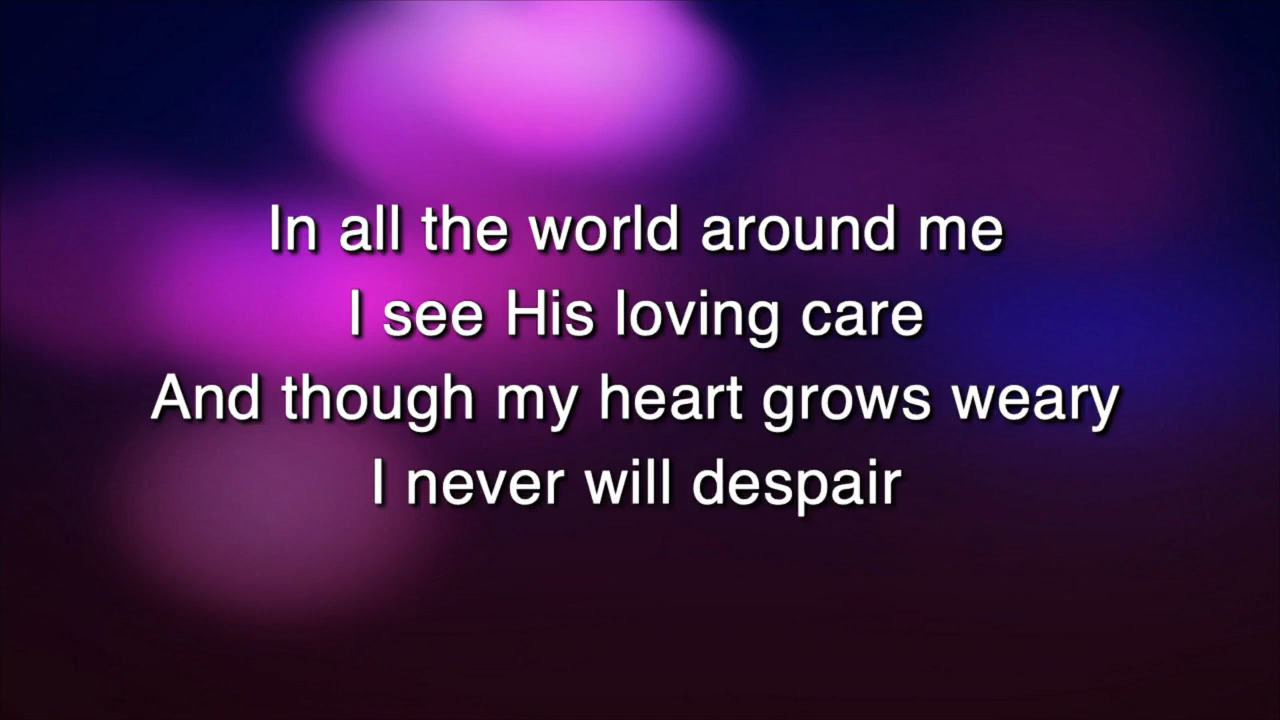 In all the world around me
I see His loving care
And though my heart grows weary
I never will despair